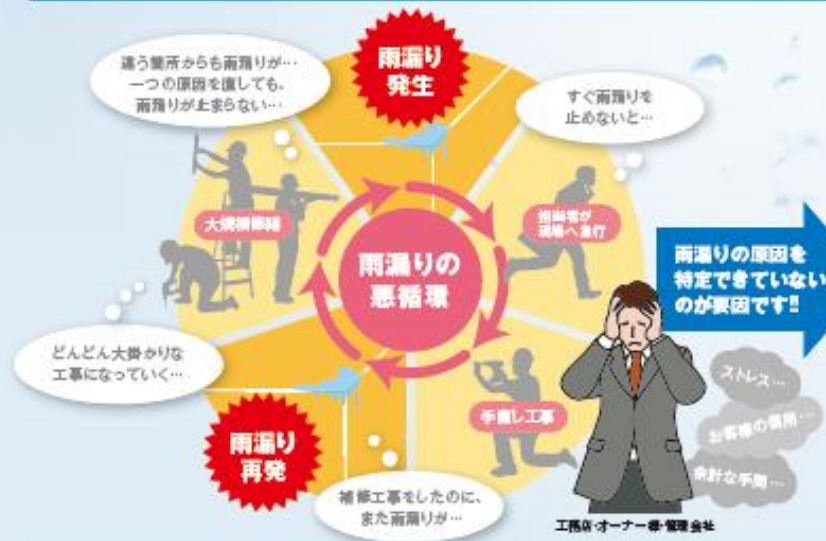 雨漏り
発生
違う箇所からも雨漏りが…
一つの原因を直しても、
雨漏りが止まらない…
すぐ雨漏りを
止めないと…
大規模修繕
担当者が
現場へ急行
雨漏りの
悪循環
雨漏りの原因を
特定できていない
のが要因です!!
どんどん大掛かりな
工事になっていく…
手直し工事
ストレス…
お客様の信用…
余計な手間…
雨漏り
再発
補修工事をしたのに、
また雨漏りが…
工務店・オーナー様・管理会社